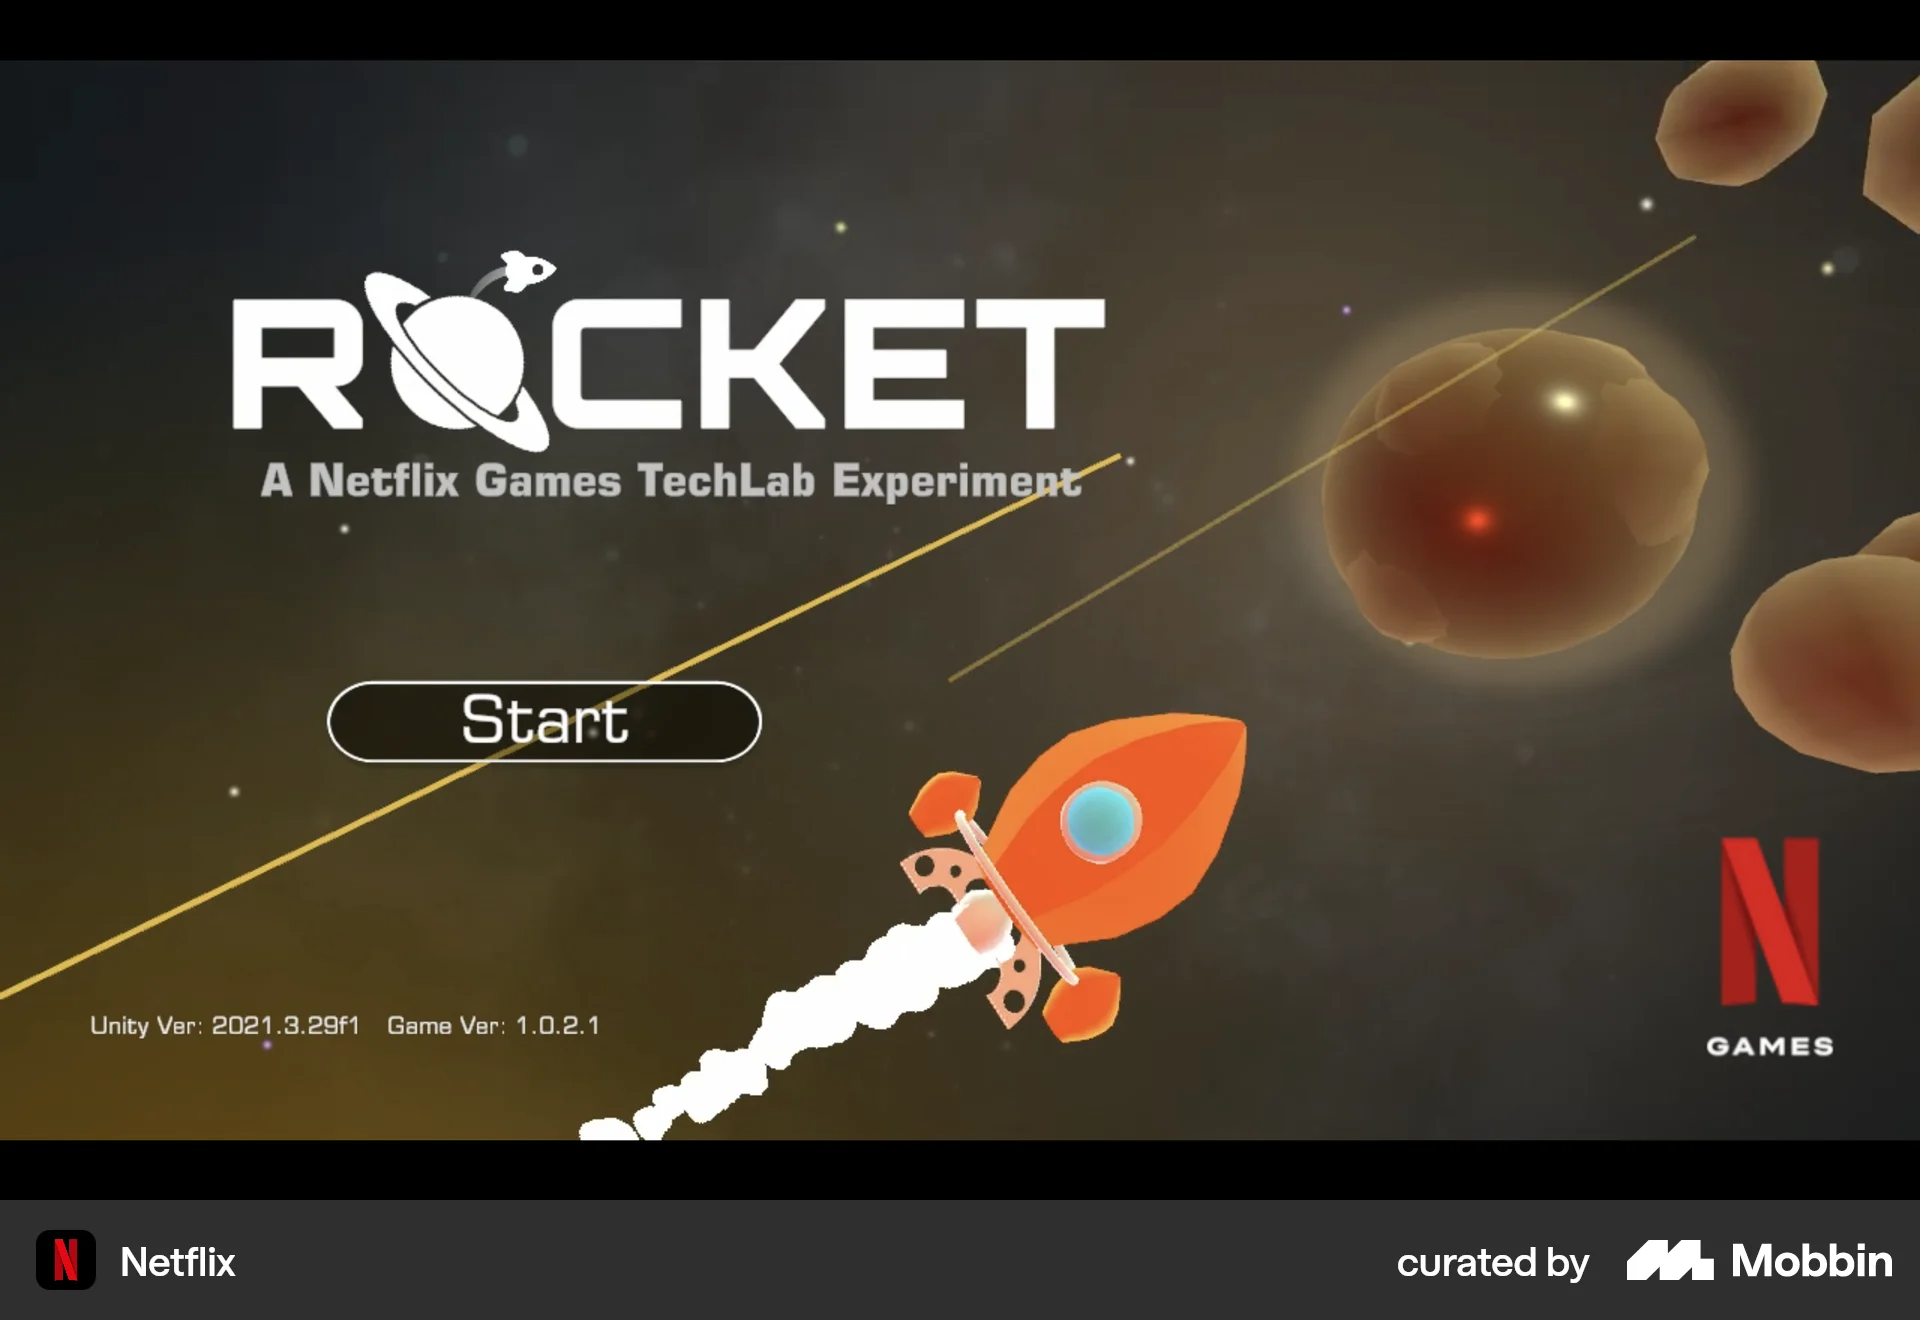 ROCKET
A Netflix Games TechLab Experiment
Start
Unity Ver: 2021.3.29f1 Game Ver: 1.0.2.1
N
GAMES
Netflix
curated by Mobbin